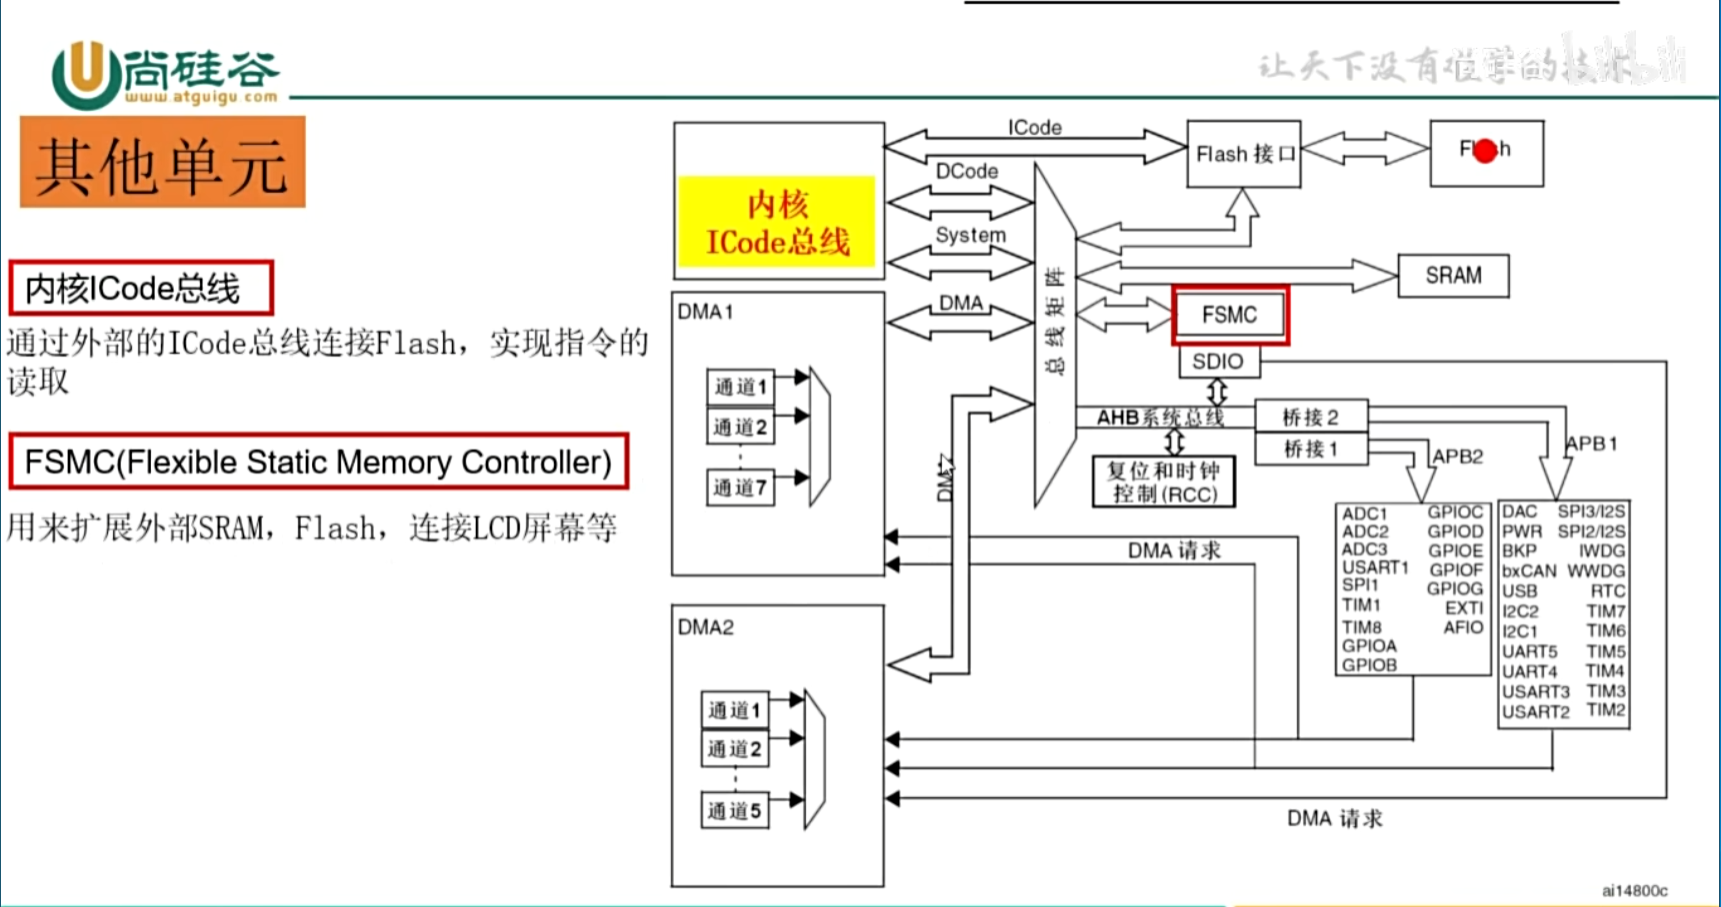 尚硅谷
www.atguigu.com
让天下没有
其他单元
内核ICode总线
通过外部的ICode总线连接Flash，实现指令的
读取
FSMC(Flexible Static Memory Controller)
用来扩展外部SRAM，Flash，连接LCD屏幕等
内核
ICode总线
ICode
DCode
System
DMA
总线矩阵
Flash 接口
SRAM
FSMC
SDIO
AHB系统总线
桥接2
桥接1
复位和时钟
控制(RCC)
APB2
APB1
DMA1
通道1
通道2
通道7
DMA 请求
DMA2
通道1
通道2
通道5
ADC1 GPIOC
ADC2 GPIOD
ADC3 GPIOE
USART1 GPIOF
SPI1 GPIOG
TIM1 EXTI
TIM8 AFIO
GPIOA
GPIOB
DAC SPI3/I2S
PWR SPI2/I2S
BKP IWDG
bxCAN WWDG
USB RTC
I2C2 TIM7
I2C1 TIM6
UART5 TIM5
UART4 TIM4
USART3 TIM3
USART2 TIM2
DMA 请求
ai14800c